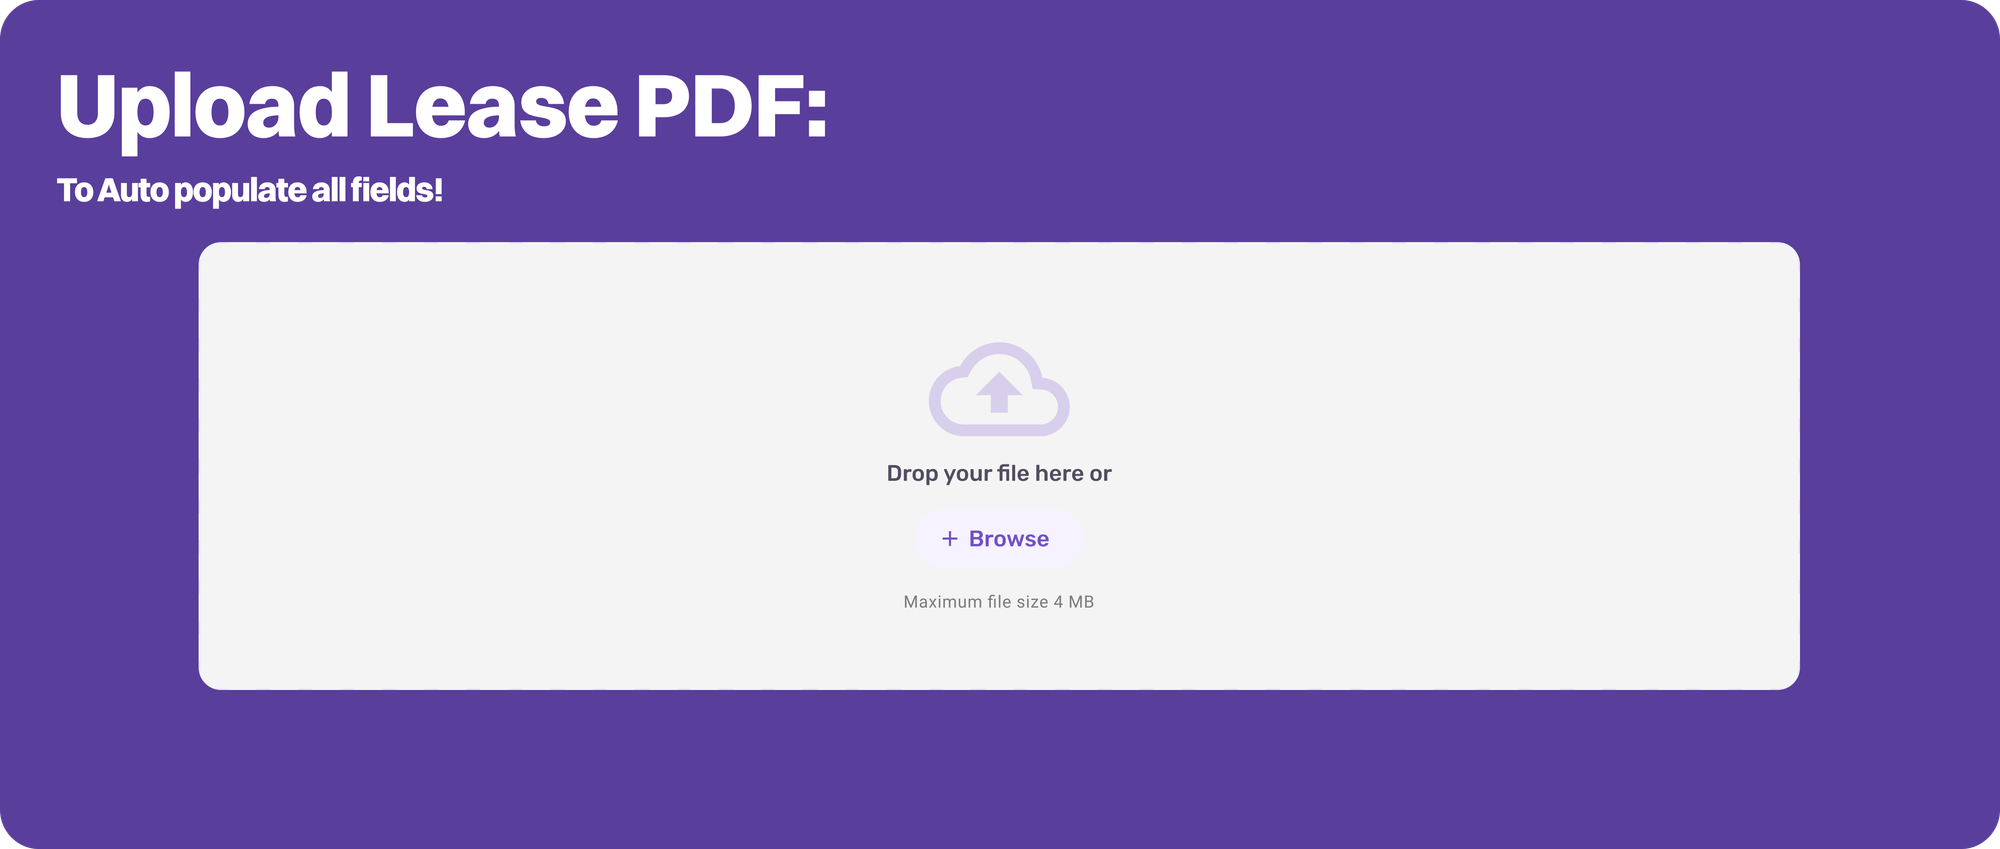 Upload Lease PDF:
To Auto populate all fields!
Drop your file here or
+ Browse
Maximum file size 4 MB